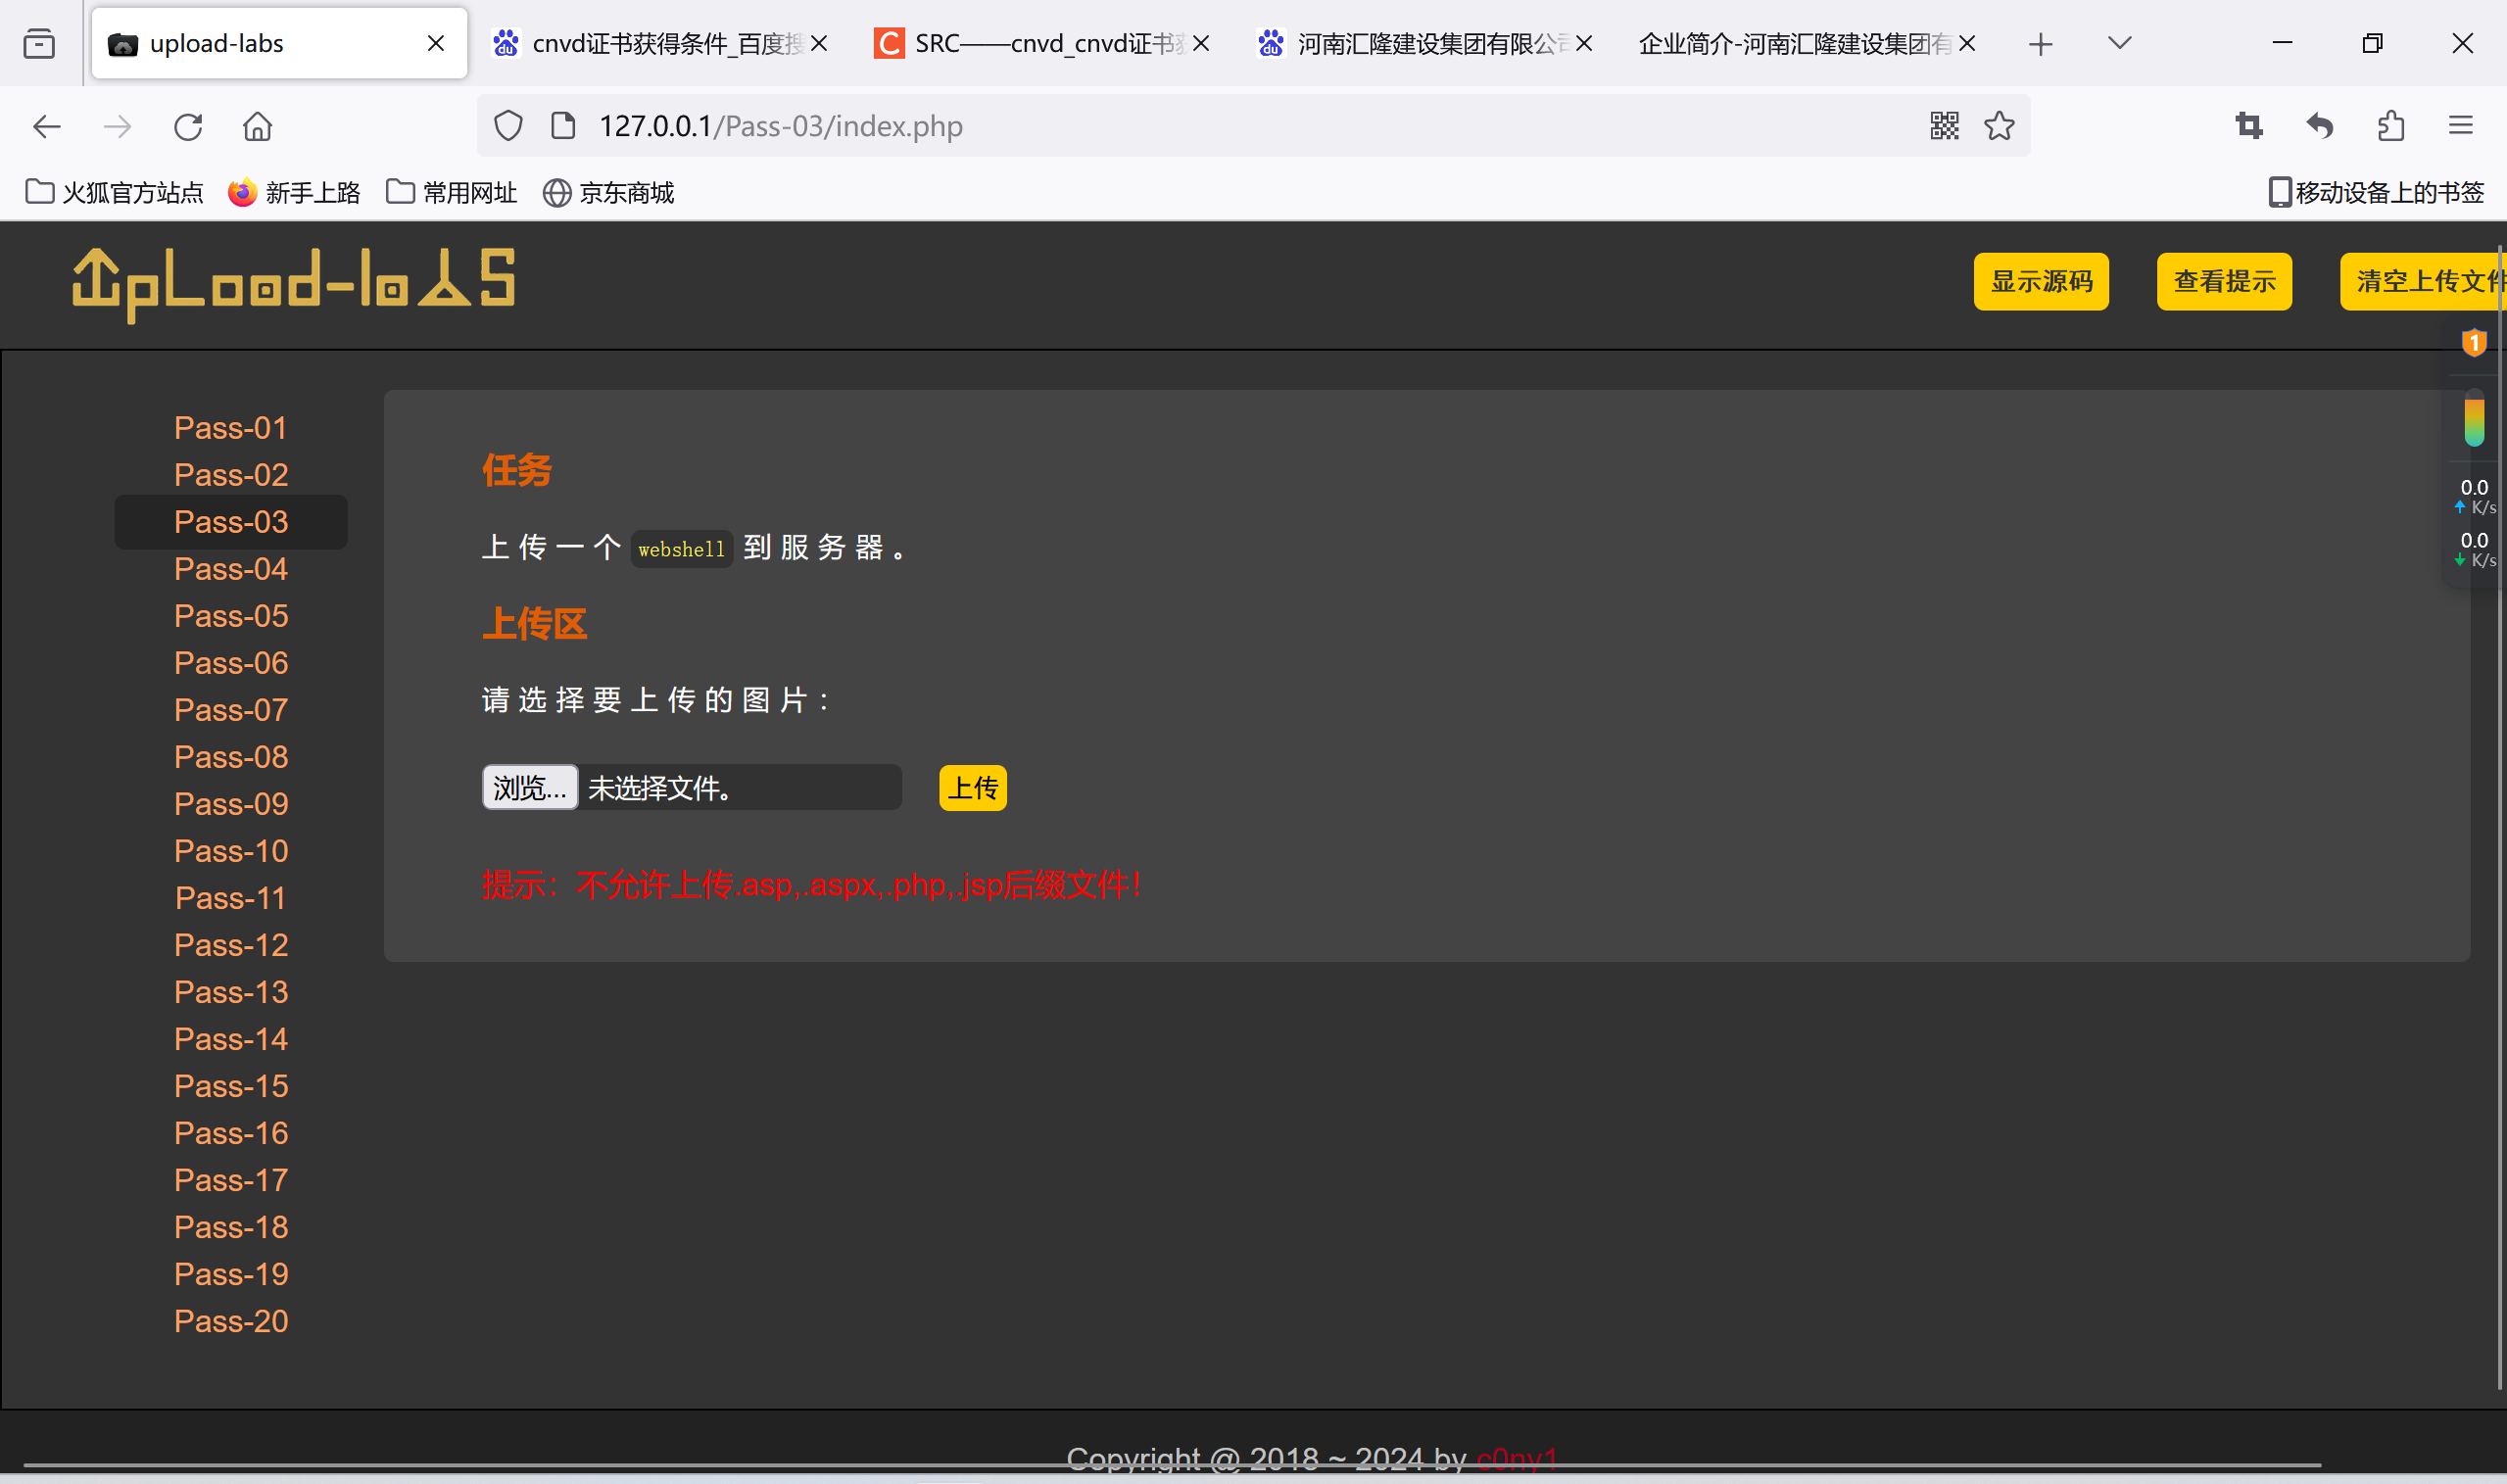 upload-labs
cnvd证书获得条件_百度搜
SRC——cnvd_cnvd证书获
河南汇隆建设集团有限公司
企业简介-河南汇隆建设集团有
127.0.0.1/Pass-03/index.php
火狐官方站点
新手上路
常用网址
京东商城
移动设备上的书签
upLoad-labs
显示源码
查看提示
清空上传文件
1
0.0
K/s
0.0
K/s
Pass-01
Pass-02
Pass-03
Pass-04
Pass-05
Pass-06
Pass-07
Pass-08
Pass-09
Pass-10
Pass-11
Pass-12
Pass-13
Pass-14
Pass-15
Pass-16
Pass-17
Pass-18
Pass-19
Pass-20
任务
上传一个 webshell 到服务器。
上传区
请选择要上传的图片：
浏览... 未选择文件。 上传
提示：不允许上传.asp,.aspx,.php,.jsp后缀文件！
Copyright @ 2018 ~ 2024 by c0ny1